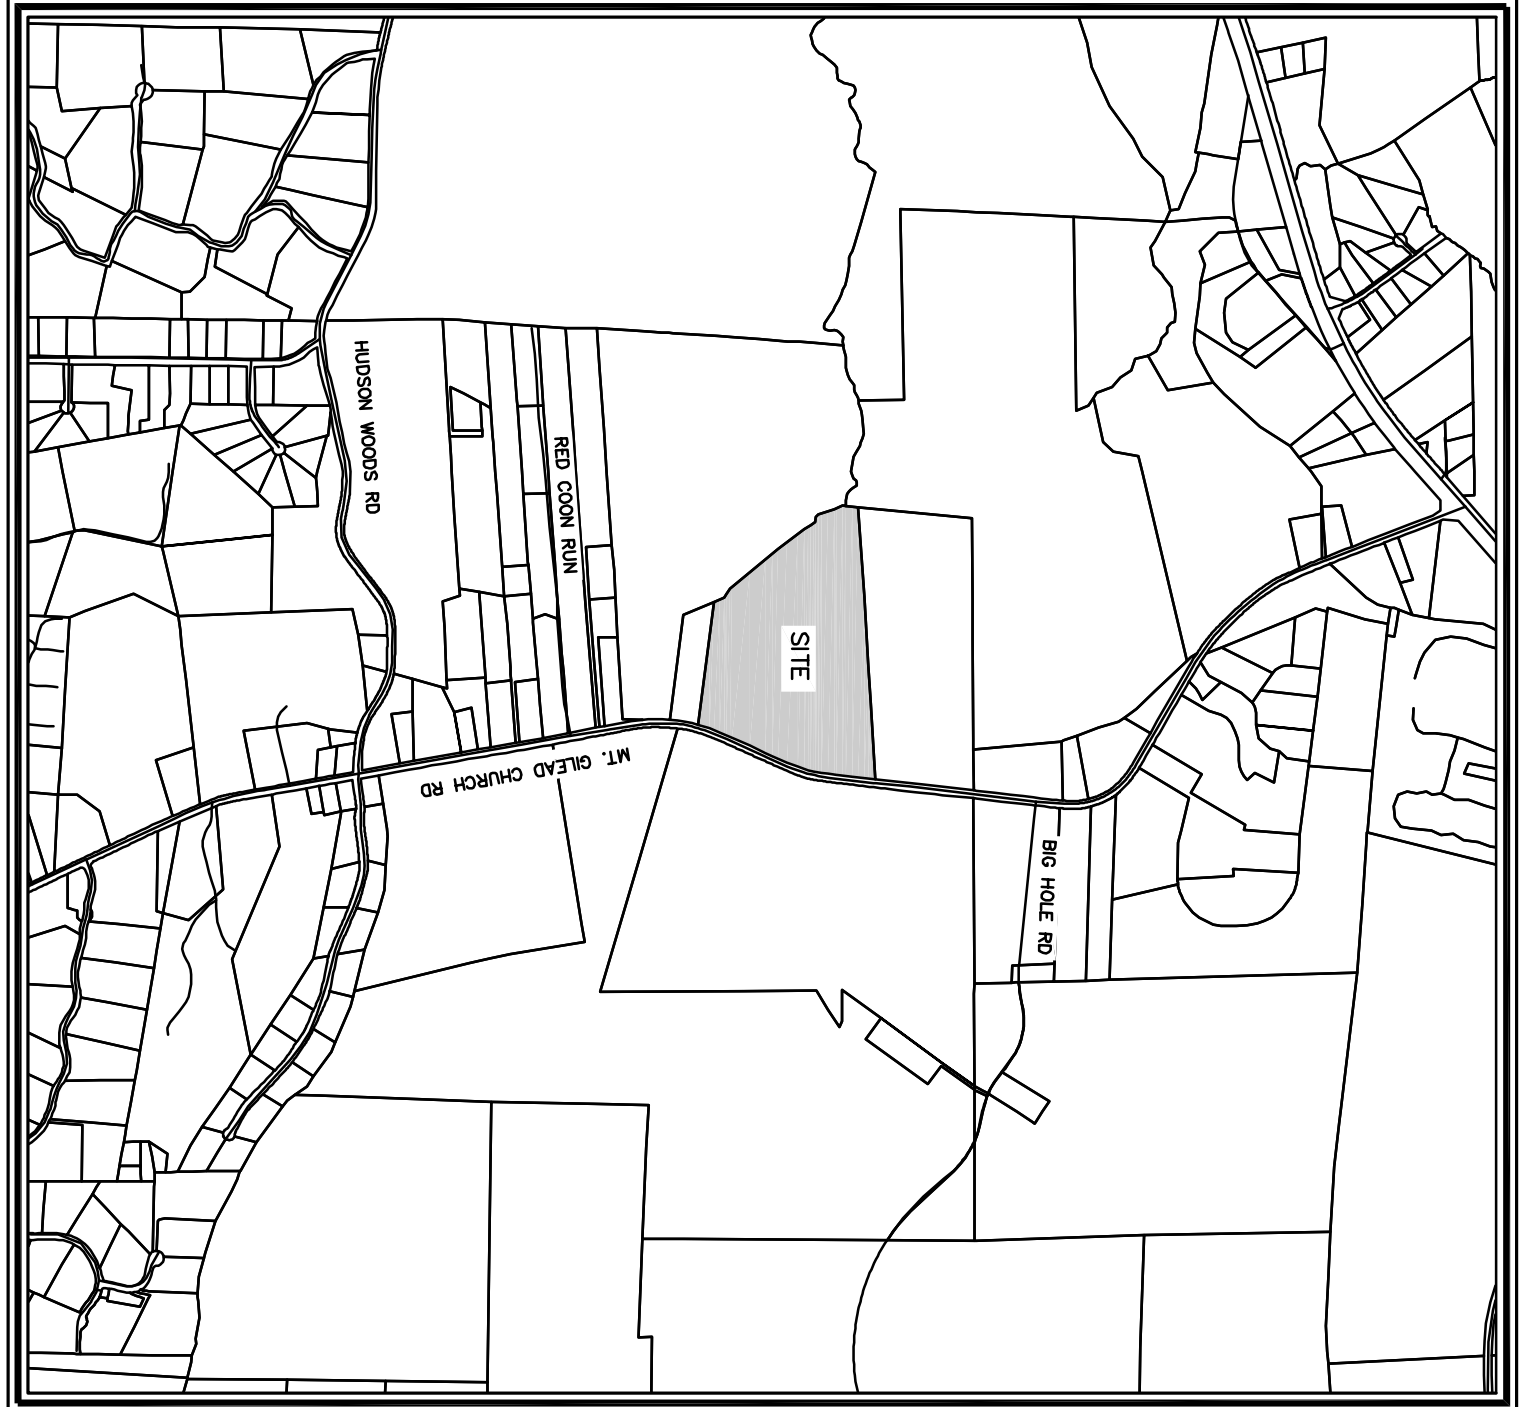 HUDSON WOODS RD
RED COON RUN
SITE
MT. GILEAD CHURCH RD
BIG HOLE RD